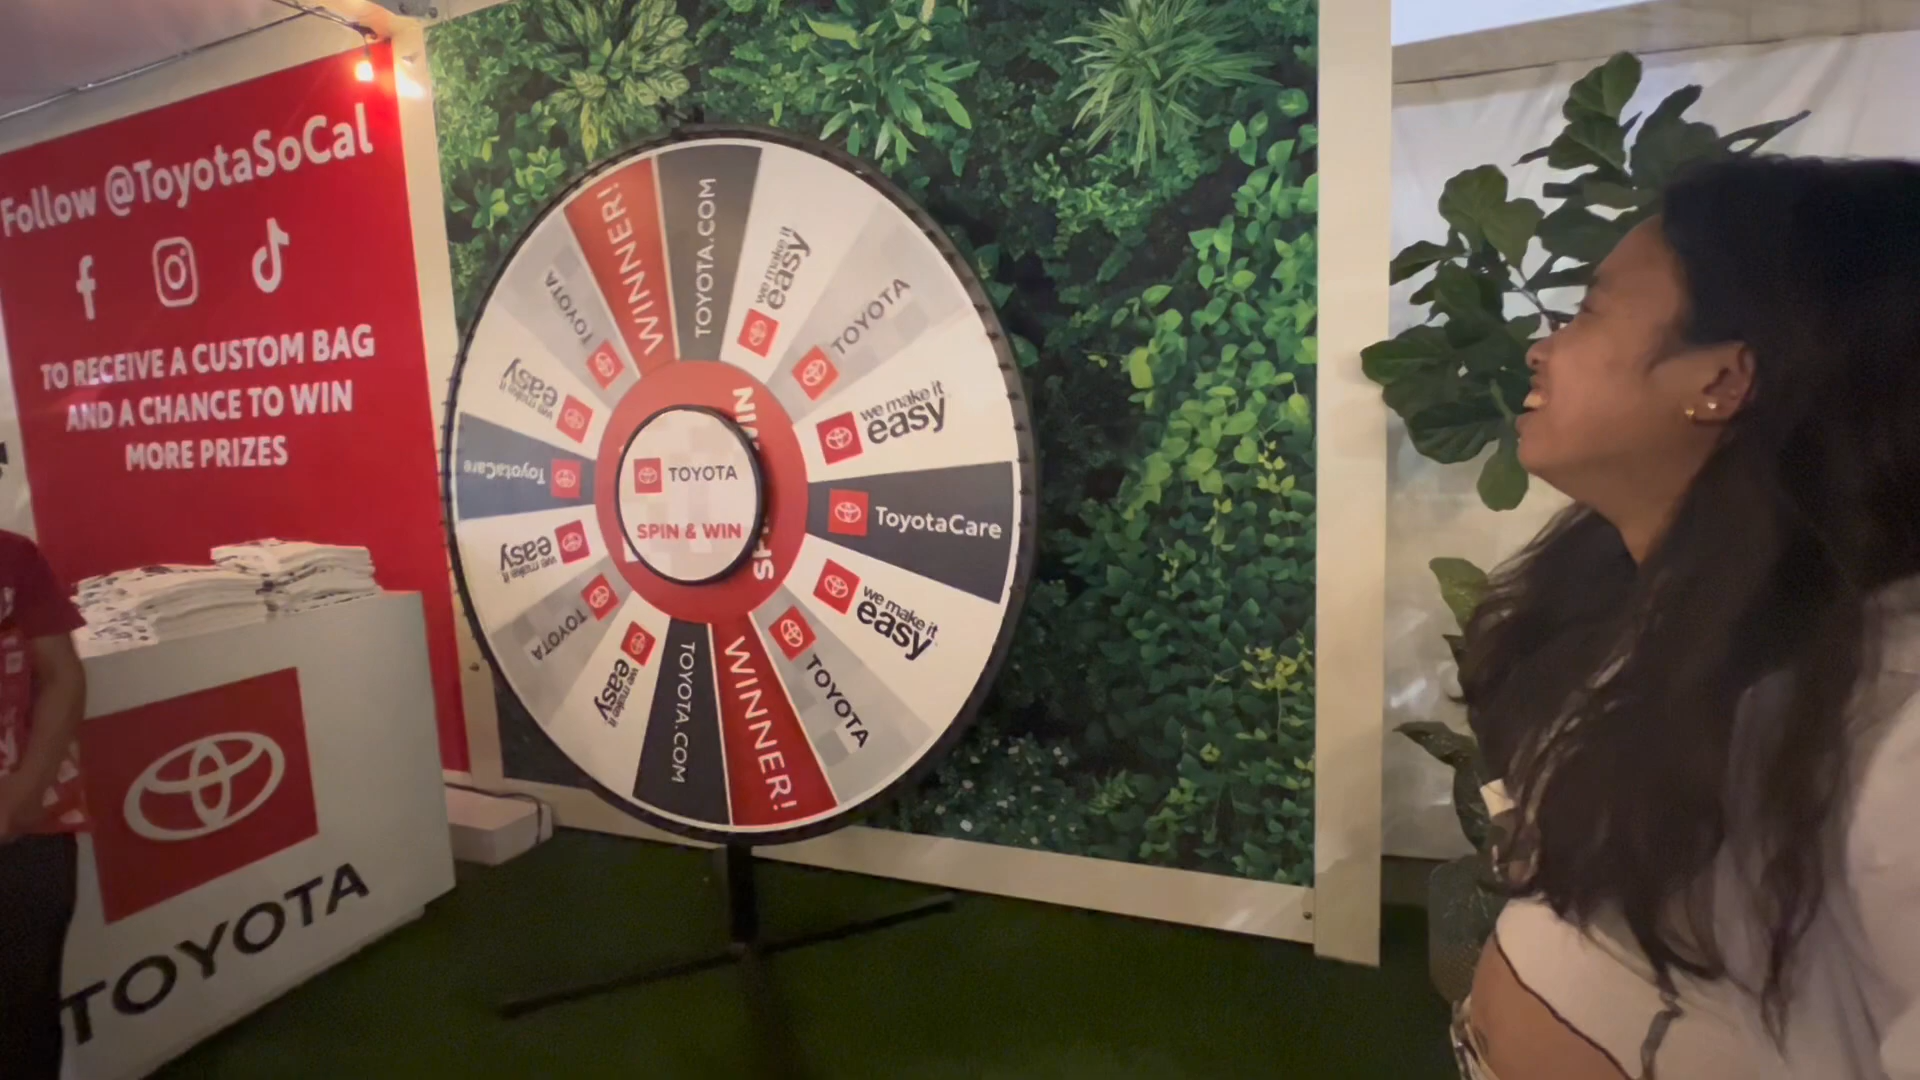 Follow @ToyotaSoCal
TO RECEIVE A CUSTOM BAG
AND A CHANCE TO WIN
MORE PRIZES
TOYOTA
WINNER!
TOYOTA.COM
we make it
easy
TOYOTA
we make it
easy
ToyotaCare
we make it
easy
TOYOTA
WINNER!
TOYOTA.COM
we make it
easy
TOYOTA
we make it
easy
ToyotaCare
we make it
easy
TOYOTA
TOYOTA
SPIN & WIN